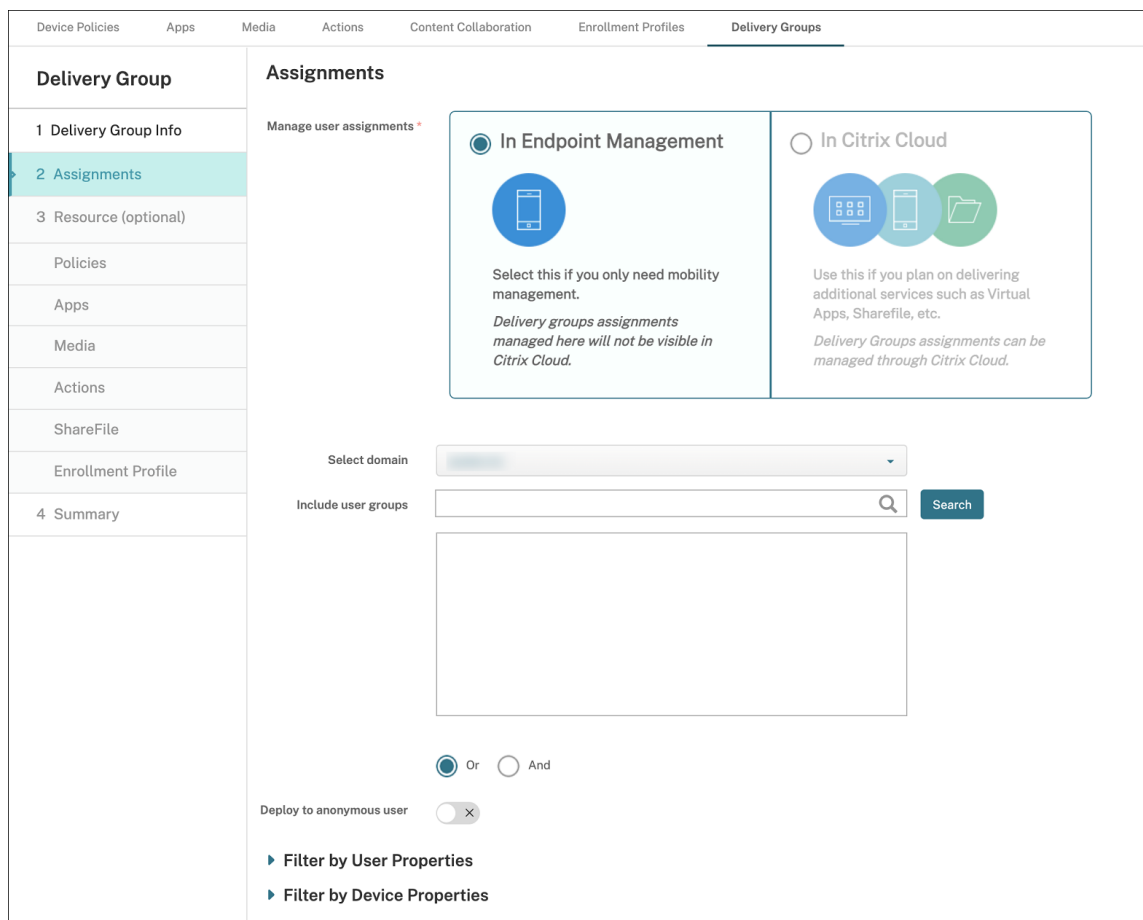 Device Policies Apps Media Actions Content Collaboration Enrollment Profiles Delivery Groups
Delivery Group
1 Delivery Group Info
2 Assignments
3 Resource (optional)
Policies
Apps
Media
Actions
ShareFile
Enrollment Profile
4 Summary
Assignments
Manage user assignments *
In Endpoint Management
Select this if you only need mobility
management.
Delivery groups assignments
managed here will not be visible in
Citrix Cloud.
In Citrix Cloud
Use this if you plan on delivering
additional services such as Virtual
Apps, Sharefile, etc.
Delivery Groups assignments can be
managed through Citrix Cloud.
Select domain
Include user groups
Search
Or And
Deploy to anonymous user
Filter by User Properties
Filter by Device Properties